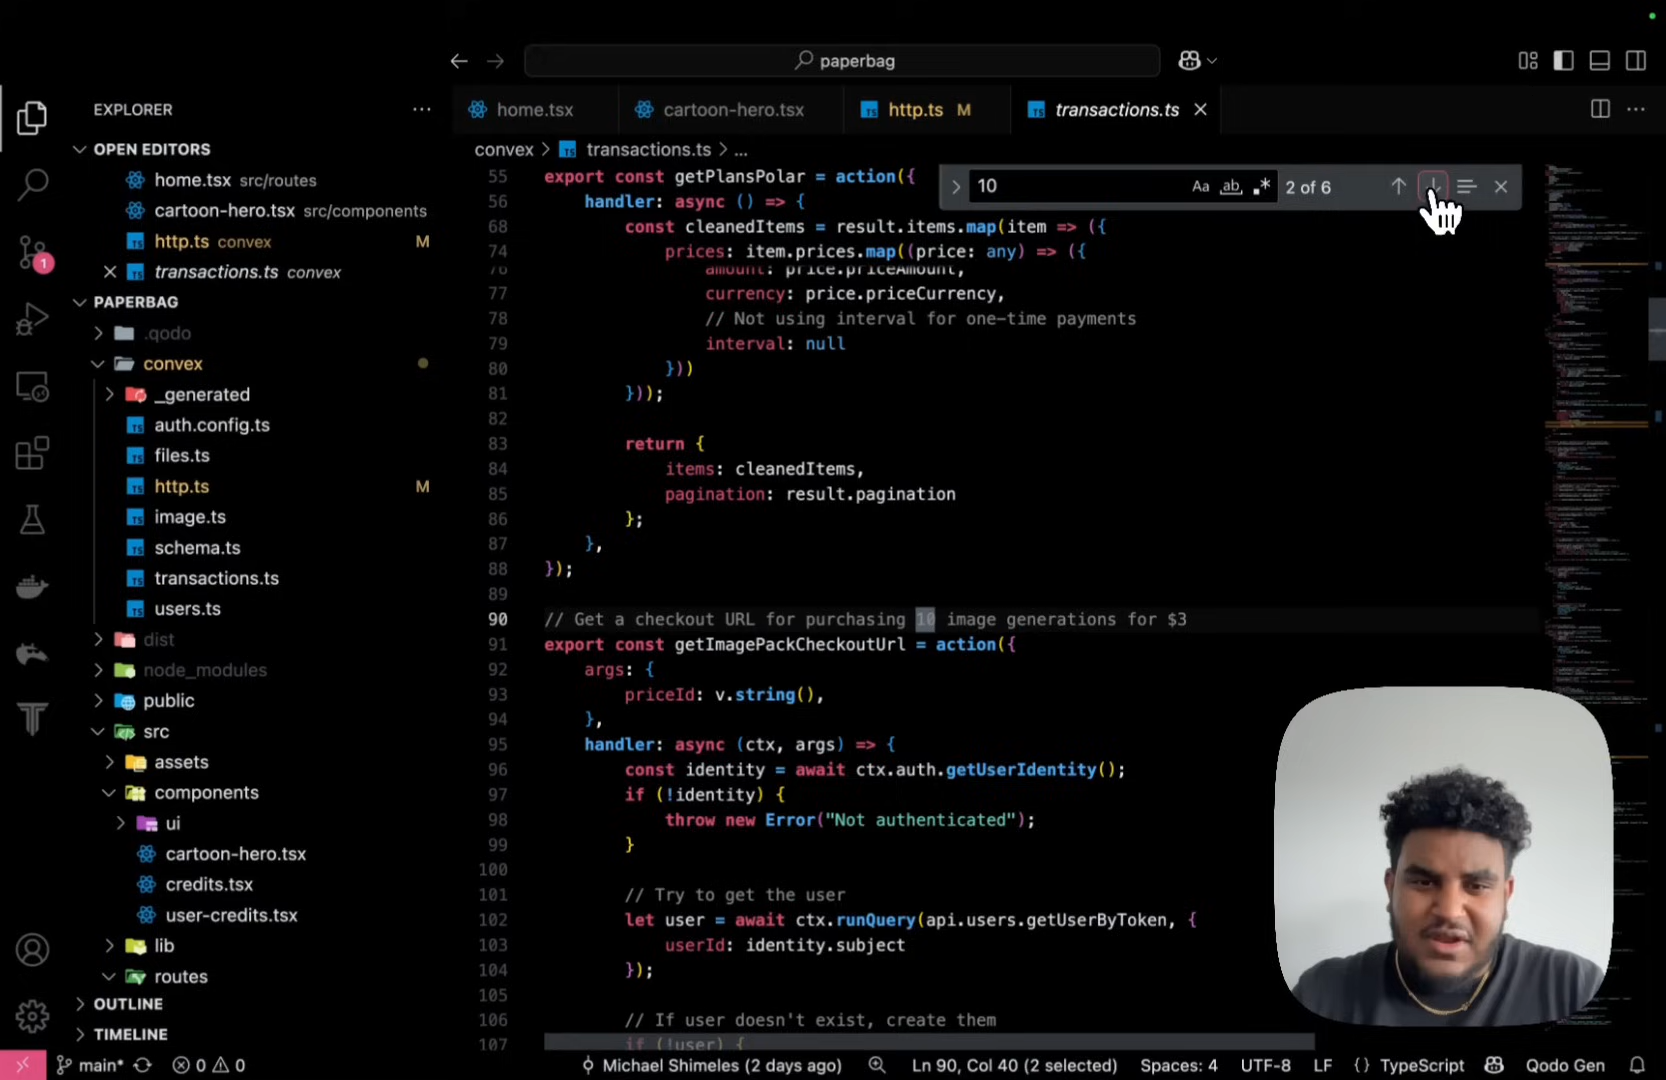 paperbag
EXPLORER
home.tsx
cartoon-hero.tsx
http.ts M
transactions.ts
OPEN EDITORS
home.tsx src/routes
cartoon-hero.tsx src/components
http.ts convex M
transactions.ts convex
PAPERBAG
.qodo
convex
_generated
auth.config.ts
files.ts
http.ts M
image.ts
schema.ts
transactions.ts
users.ts
dist
node_modules
public
src
assets
components
ui
cartoon-hero.tsx
credits.tsx
user-credits.tsx
lib
routes
OUTLINE
TIMELINE
1
convex > transactions.ts > ...
10
Aa ab .* 2 of 6
55 export const getPlansPolar = action({
56 handler: async () => {
68 const cleanedItems = result.items.map(item => ({
74 prices: item.prices.map((price: any) => ({
76 amount: price.priceAmount,
77 currency: price.priceCurrency,
78 // Not using interval for one-time payments
79 interval: null
80 }))
81 }));
82
83 return {
84 items: cleanedItems,
85 pagination: result.pagination
86 };
87 },
88 });
89
90 // Get a checkout URL for purchasing 10 image generations for $3
91 export const getImagePackCheckoutUrl = action({
92 args: {
93 priceId: v.string(),
94 },
95 handler: async (ctx, args) => {
96 const identity = await ctx.auth.getUserIdentity();
97 if (!identity) {
98 throw new Error("Not authenticated");
99 }
100
101 // Try to get the user
102 let user = await ctx.runQuery(api.users.getUserByToken, {
103 userId: identity.subject
104 });
105
106 // If user doesn't exist, create them
107 if (!user) {
main* 0 0
Michael Shimeles (2 days ago)
Ln 90, Col 40 (2 selected)
Spaces: 4
UTF-8
LF
{} TypeScript
Qodo Gen